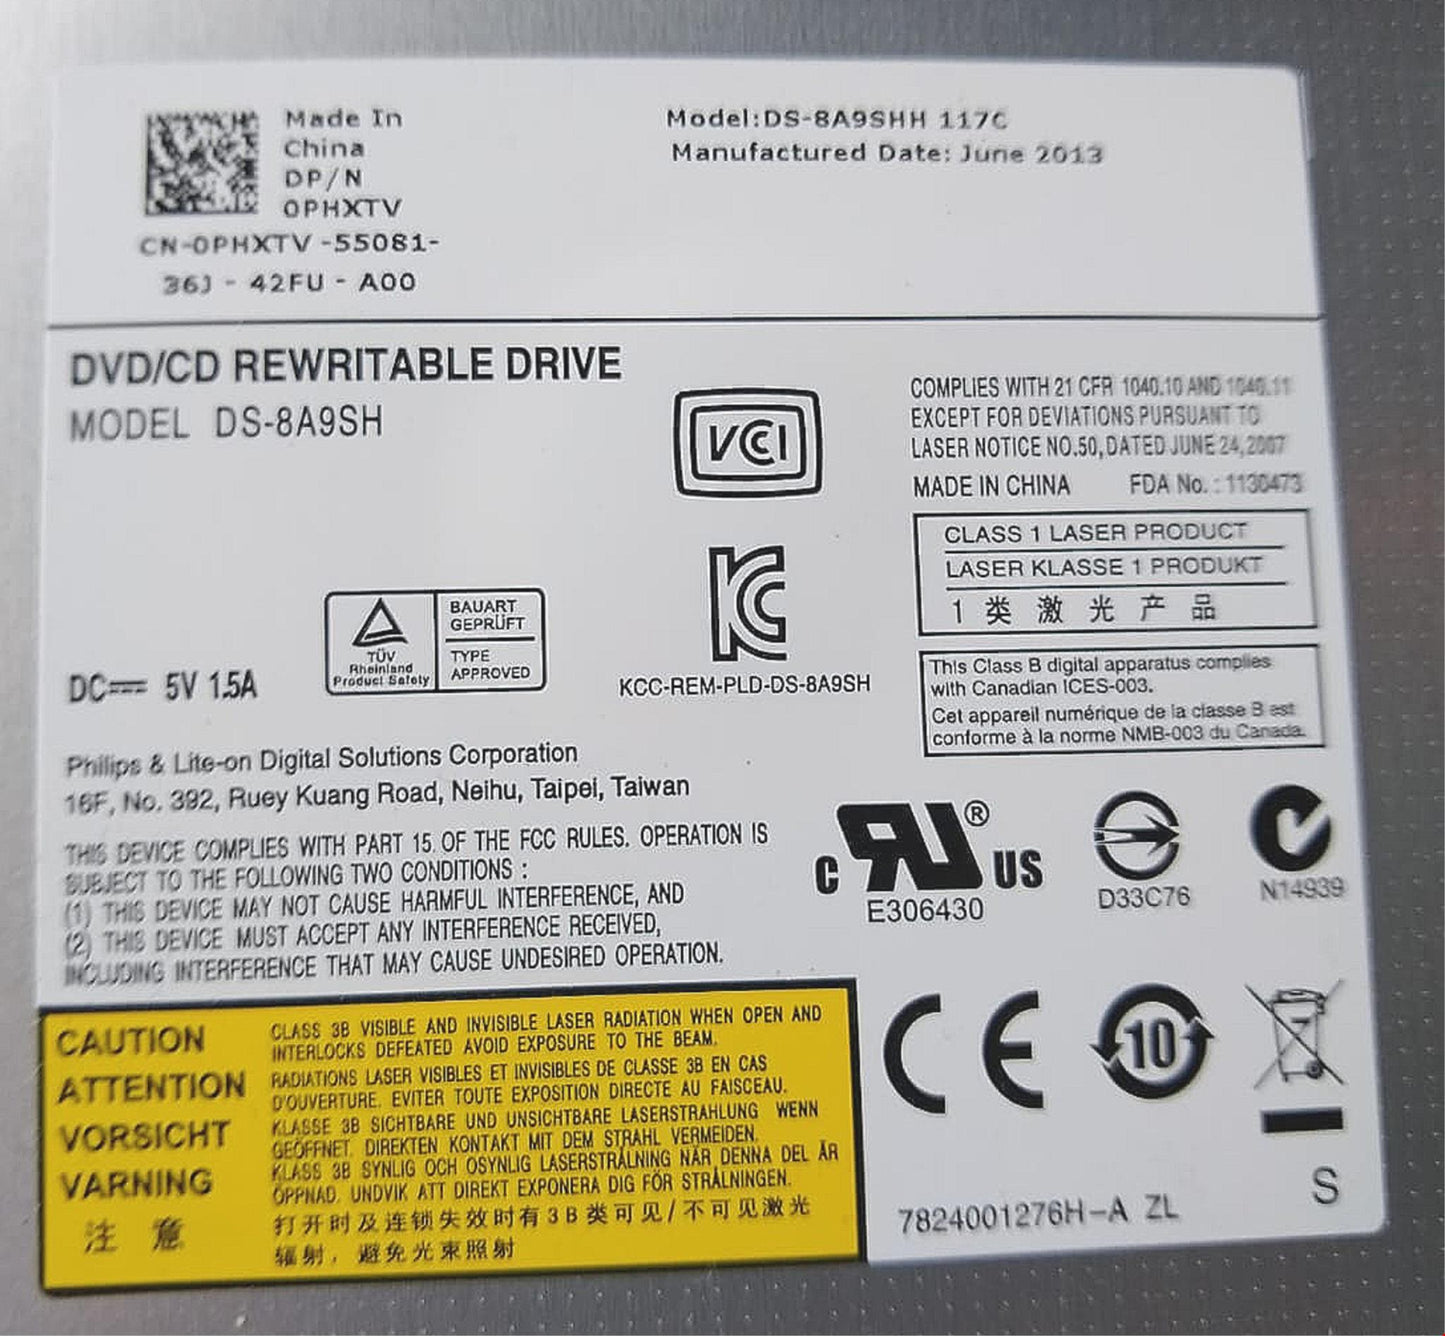 Made In
China
DP/N
0PHXTV
CN-0PHXTV -55081-
36J - 42FU - A00
Model:DS-8A9SHH 117C
Manufactured Date: June 2013
DVD/CD REWRITABLE DRIVE
MODEL DS-8A9SH
VCCI
COMPLIES WITH 21 CFR 1040.10 AND 1040.11
EXCEPT FOR DEVIATIONS PURSUANT TO
LASER NOTICE NO.50, DATED JUNE 24,2007
MADE IN CHINA FDA No. : 1130473
CLASS 1 LASER PRODUCT
LASER KLASSE 1 PRODUKT
1 类 激 光 产 品
This Class B digital apparatus complies
with Canadian ICES-003.
Cet appareil numérique de la classe B est
conforme à la norme NMB-003 du Canada.
DC 5V 1.5A
TÜV
Rheinland
Product Safety
BAUART
GEPRÜFT
TYPE
APPROVED
KC
KCC-REM-PLD-DS-8A9SH
Philips & Lite-on Digital Solutions Corporation
16F, No. 392, Ruey Kuang Road, Neihu, Taipei, Taiwan
THIS DEVICE COMPLIES WITH PART 15 OF THE FCC RULES. OPERATION IS
SUBJECT TO THE FOLLOWING TWO CONDITIONS :
(1) THIS DEVICE MAY NOT CAUSE HARMFUL INTERFERENCE, AND
(2) THIS DEVICE MUST ACCEPT ANY INTERFERENCE RECEIVED,
INCLUDING INTERFERENCE THAT MAY CAUSE UNDESIRED OPERATION.
C RU ® US
E306430
D33C76
N14939
CAUTION
ATTENTION
VORSICHT
VARNING
注 意
CLASS 3B VISIBLE AND INVISIBLE LASER RADIATION WHEN OPEN AND
INTERLOCKS DEFEATED AVOID EXPOSURE TO THE BEAM.
RADIATIONS LASER VISIBLES ET INVISIBLES DE CLASSE 3B EN CAS
D'OUVERTURE. EVITER TOUTE EXPOSITION DIRECTE AU FAISCEAU.
KLASSE 3B SICHTBARE UND UNSICHTBARE LASERSTRAHLUNG WENN
GEÖFFNET. DIREKTEN KONTAKT MIT DEM STRAHL VERMEIDEN.
KLASS 3B SYNLIG OCH OSYNLIG LASERSTRÅLNING NÄR DENNA DEL ÄR
ÖPPNAD. UNDVIK ATT DIREKT EXPONERA DIG FÖR STRÅLNINGEN.
打开时及连锁失效时有3B类可见/不可见激光
辐射，避免光束照射
CE
10
7824001276H-A ZL
S